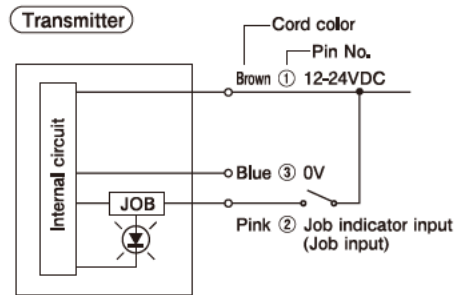 Transmitter
Cord color
Pin No.
Brown ① 12-24VDC
Internal circuit
Blue ③ 0V
JOB
Pink ② Job indicator input
(Job input)